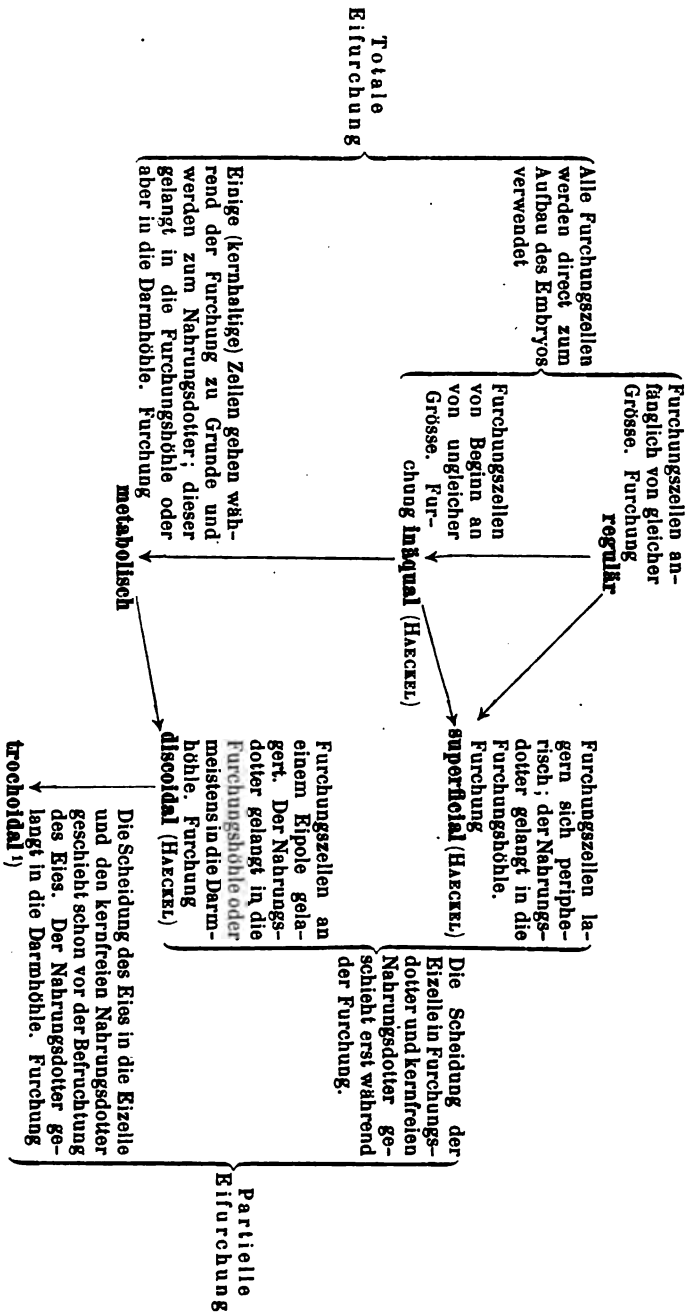 Totale
Eifurchung
Alle Furchungszellen
werden direct zum
Aufbau des Embryos
verwendet
Furchungszellen an-
fänglich von gleicher
Grösse. Furchung
regulär
Furchungszellen
von Beginn an
von ungleicher
Grösse. Fur-
chung inäqual (HAECKEL)
Einige (kernhaltige) Zellen gehen wäh-
rend der Furchung zu Grunde und
werden zum Nahrungsdotter; dieser
gelangt in die Furchungshöhle oder
aber in die Darmhöhle. Furchung
metabolisch
Furchungszellen la-
gern sich periphe-
risch; der Nahrungs-
dotter gelangt in die
Furchungshöhle.
Furchung
superficial (HAECKEL)
Furchungszellen an
einem Eipole gela-
gert. Der Nahrungs-
dotter gelangt in die
Furchungshöhle oder
meistens in die Darm-
höhle. Furchung
discoidal (HAECKEL)
Die Scheidung der
Eizelle in Furchungs-
dotter und kernfreien
Nahrungsdotter ge-
schieht erst während
der Furchung.
Die Scheidung des Eies in die Eizelle
und den kernfreien Nahrungsdotter
geschieht schon vor der Befruchtung
des Eies. Der Nahrungsdotter ge-
langt in die Darmhöhle. Furchung
trochoidal ¹)
Partielle
Eifurchung